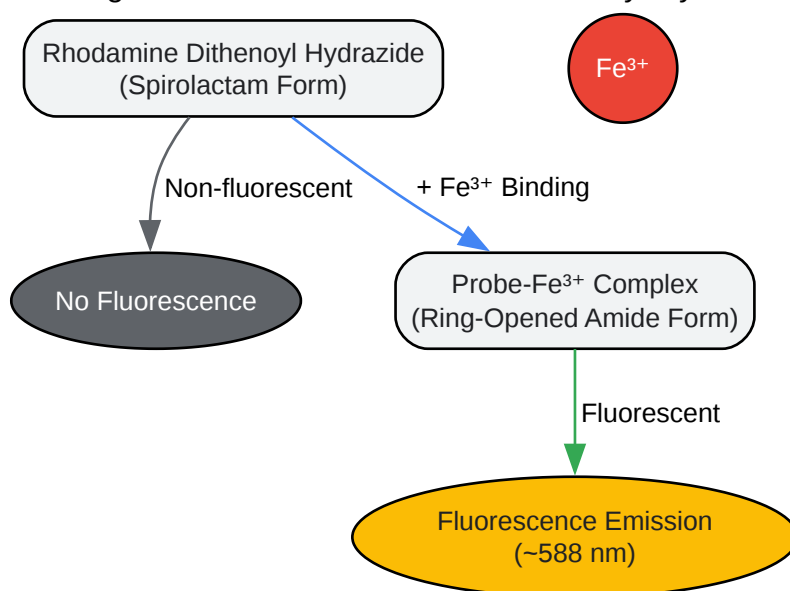 Rhodamine Dithenoyl Hydrazide
(Spirolactam Form)
Fe³⁺
Non-fluorescent
+ Fe³⁺ Binding
No Fluorescence
Probe-Fe³⁺ Complex
(Ring-Opened Amide Form)
Fluorescent
Fluorescence Emission
(~588 nm)